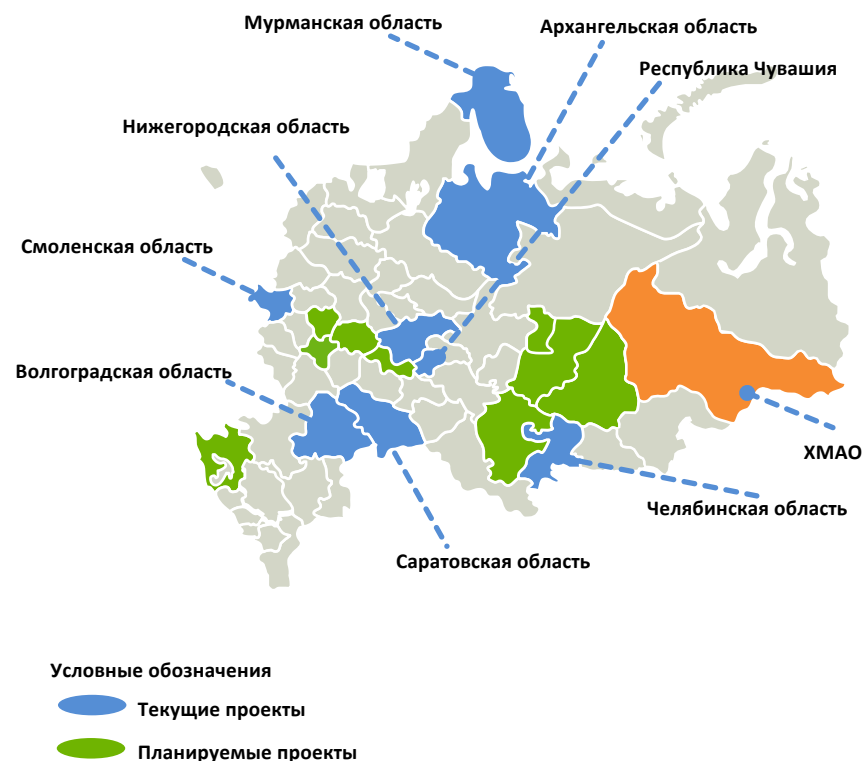 Мурманская область
Архангельская область
Республика Чувашия
Нижегородская область
Смоленская область
Волгоградская область
ХМАО
Челябинская область
Саратовская область
Условные обозначения
Текущие проекты
Планируемые проекты